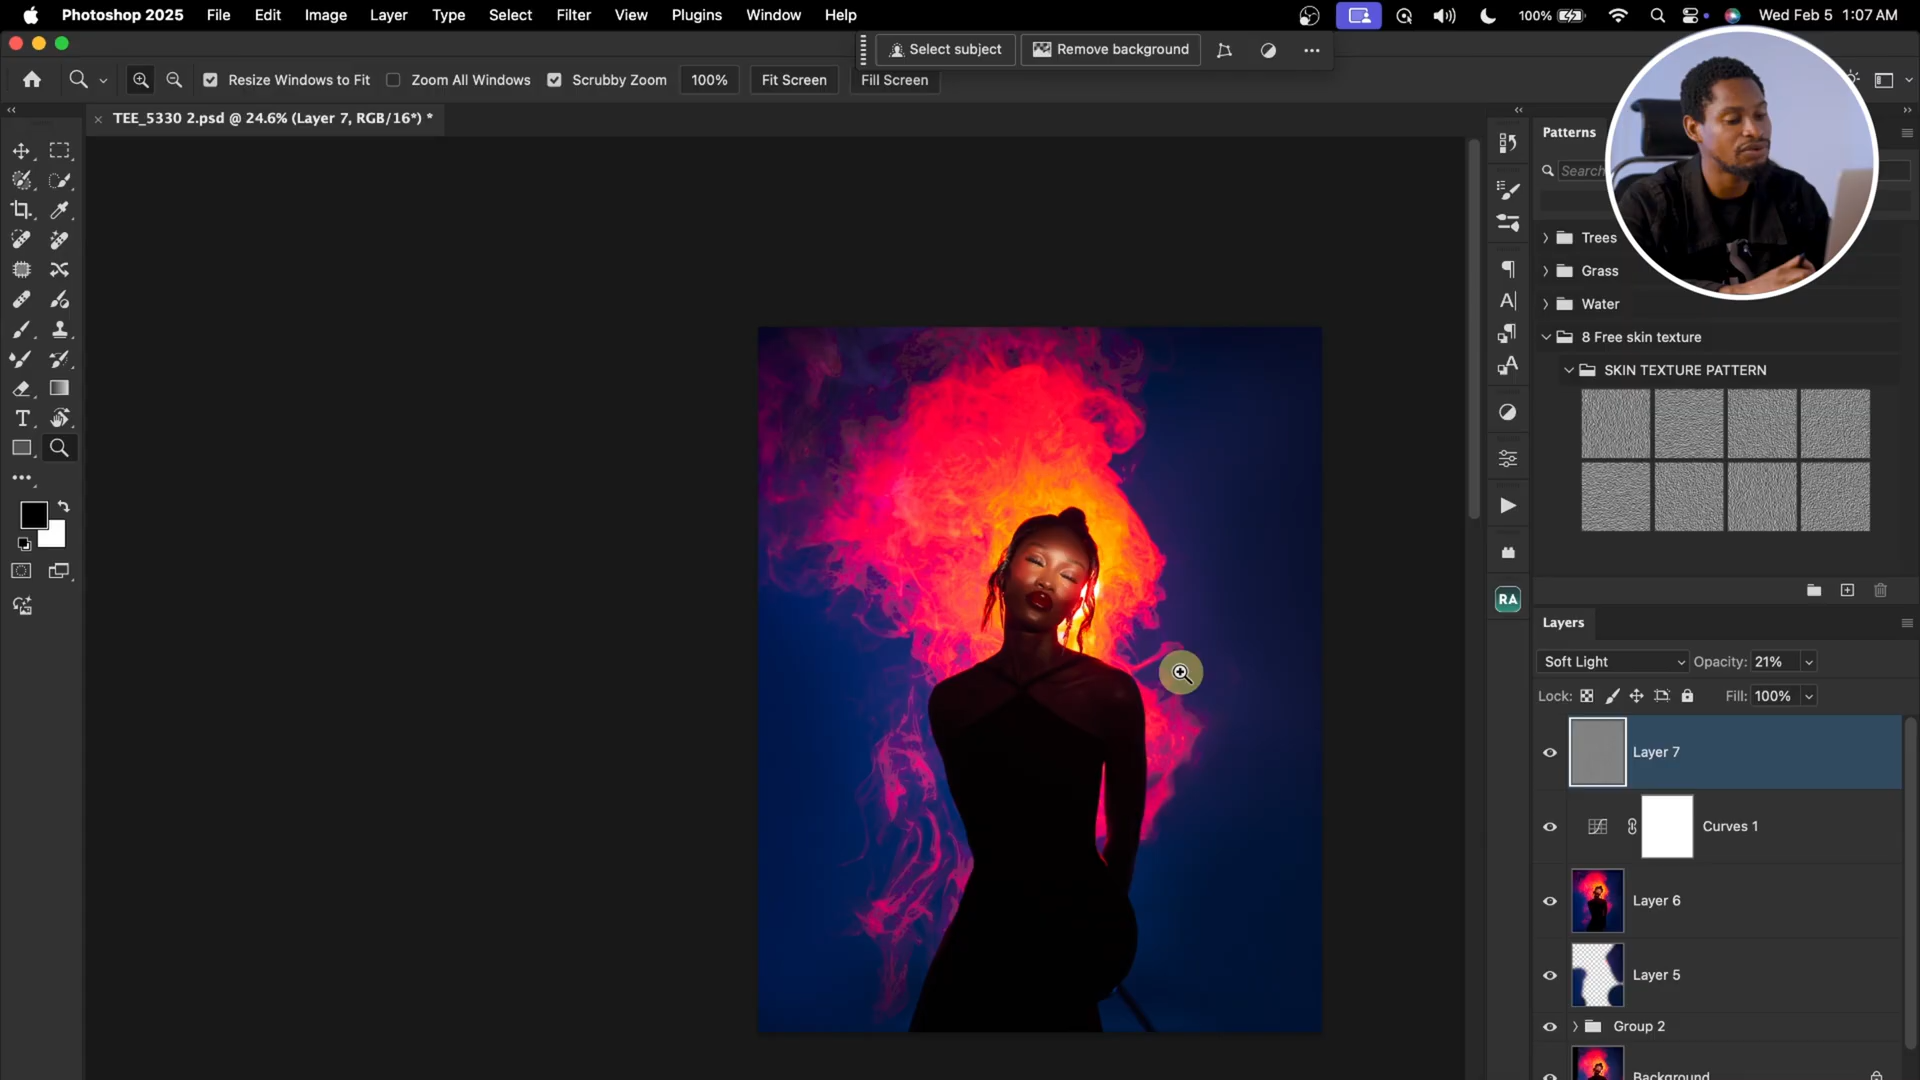 Photoshop 2025 File Edit Image Layer Type Select Filter View Plugins Window Help 100% Wed Feb 5 1:07 AM
Select subject Remove background
Resize Windows to Fit Zoom All Windows Scrubby Zoom 100% Fit Screen Fill Screen
TEE_5330 2.psd @ 24.6% (Layer 7, RGB/16*) *
Patterns
Search
Trees
Grass
Water
8 Free skin texture
SKIN TEXTURE PATTERN
RA
Layers
Soft Light Opacity: 21%
Lock: Fill: 100%
Layer 7
Curves 1
Layer 6
Layer 5
Group 2
Background